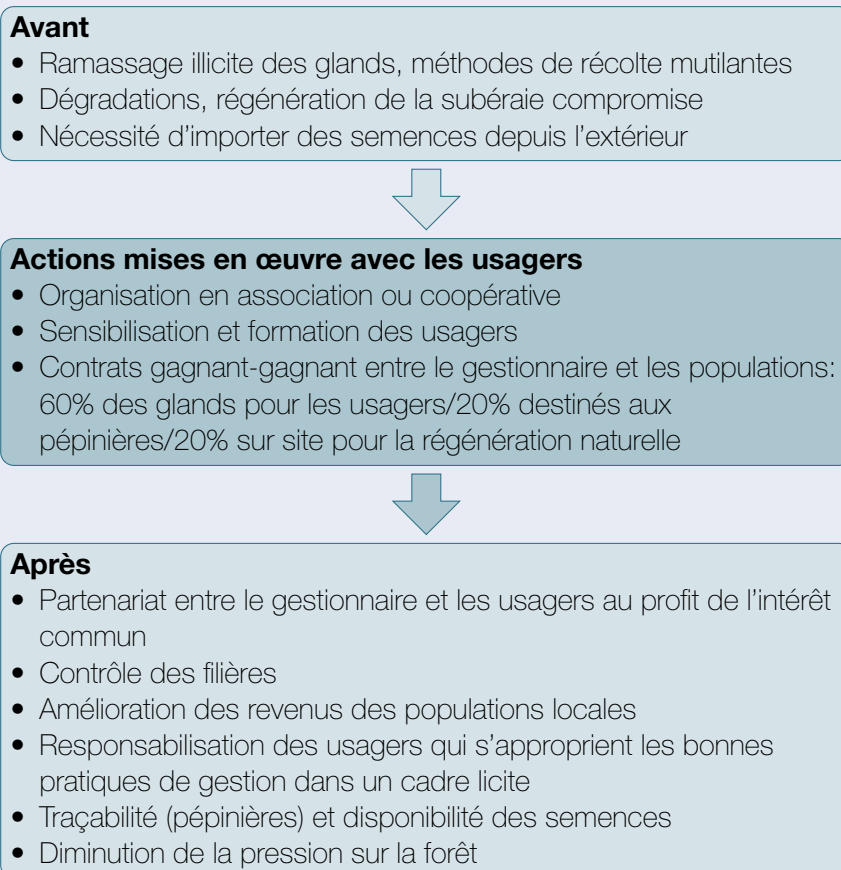 Avant
• Ramassage illicite des glands, méthodes de récolte mutilantes
• Dégradations, régénération de la subéraie compromise
• Nécessité d'importer des semences depuis l'extérieur
Actions mises en œuvre avec les usagers
• Organisation en association ou coopérative
• Sensibilisation et formation des usagers
• Contrats gagnant-gagnant entre le gestionnaire et les populations:
60% des glands pour les usagers/20% destinés aux
pépinières/20% sur site pour la régénération naturelle
Après
• Partenariat entre le gestionnaire et les usagers au profit de l'intérêt
commun
• Contrôle des filières
• Amélioration des revenus des populations locales
• Responsabilisation des usagers qui s'approprient les bonnes
pratiques de gestion dans un cadre licite
• Traçabilité (pépinières) et disponibilité des semences
• Diminution de la pression sur la forêt